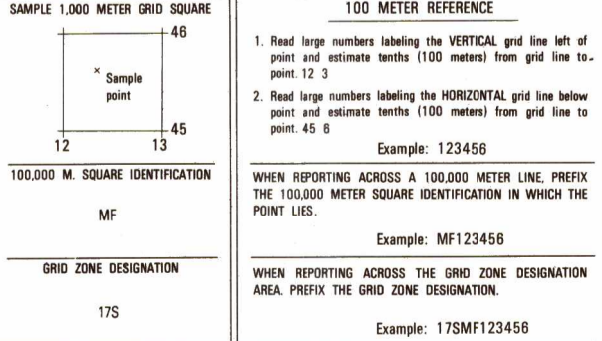 SAMPLE 1,000 METER GRID SQUARE
46
×
Sample
point
45
12
13
100,000 M. SQUARE IDENTIFICATION
MF
GRID ZONE DESIGNATION
17S
100 METER REFERENCE
1. Read large numbers labeling the VERTICAL grid line left of
point and estimate tenths (100 meters) from grid line to
point. 12 3
2. Read large numbers labeling the HORIZONTAL grid line below
point and estimate tenths (100 meters) from grid line to
point. 45 6
Example: 123456
WHEN REPORTING ACROSS A 100,000 METER LINE, PREFIX
THE 100,000 METER SQUARE IDENTIFICATION IN WHICH THE
POINT LIES.
Example: MF123456
WHEN REPORTING ACROSS THE GRID ZONE DESIGNATION
AREA. PREFIX THE GRID ZONE DESIGNATION.
Example: 17SMF123456